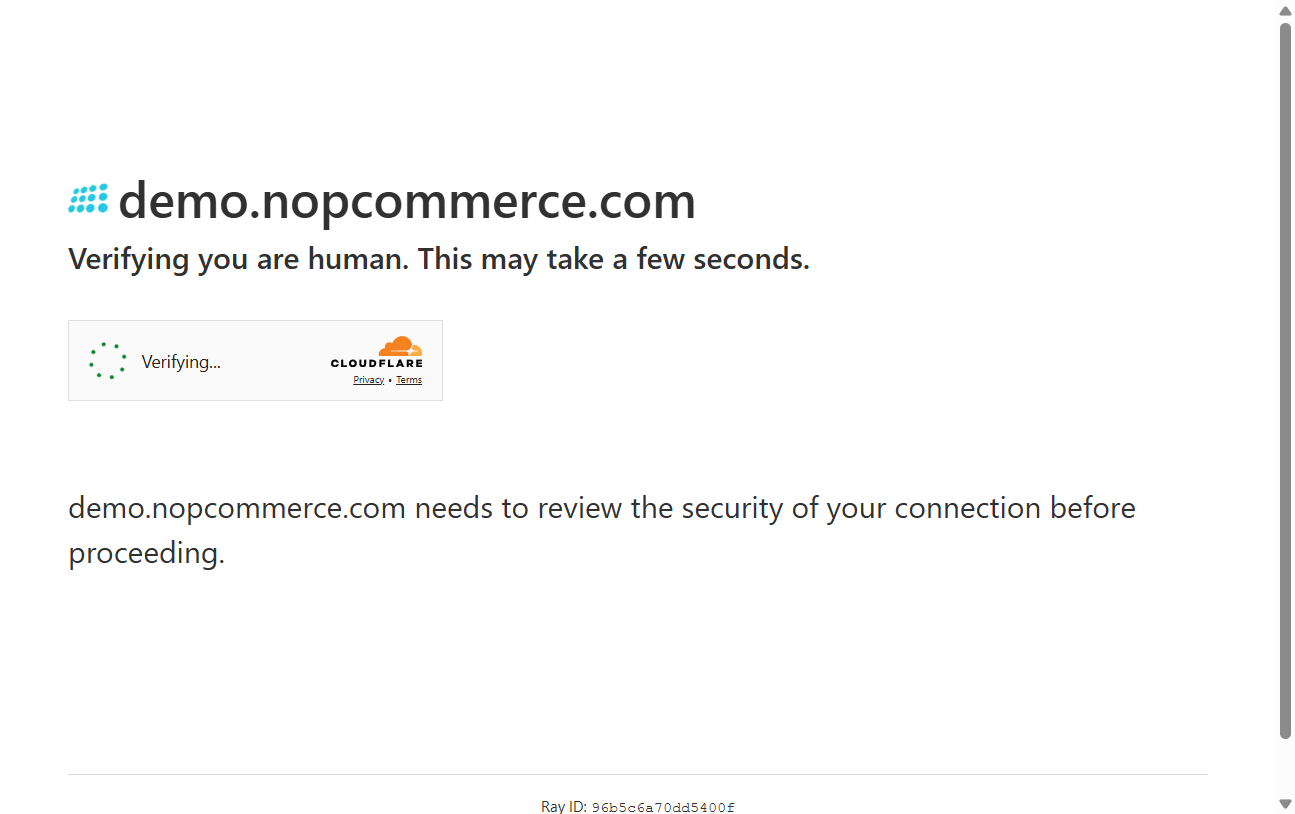 demo.nopcommerce.com
Verifying you are human. This may take a few seconds.
Verifying...
CLOUDFLARE
Privacy • Terms
demo.nopcommerce.com needs to review the security of your connection before
proceeding.
Ray ID: 96b5c6a70dd5400f